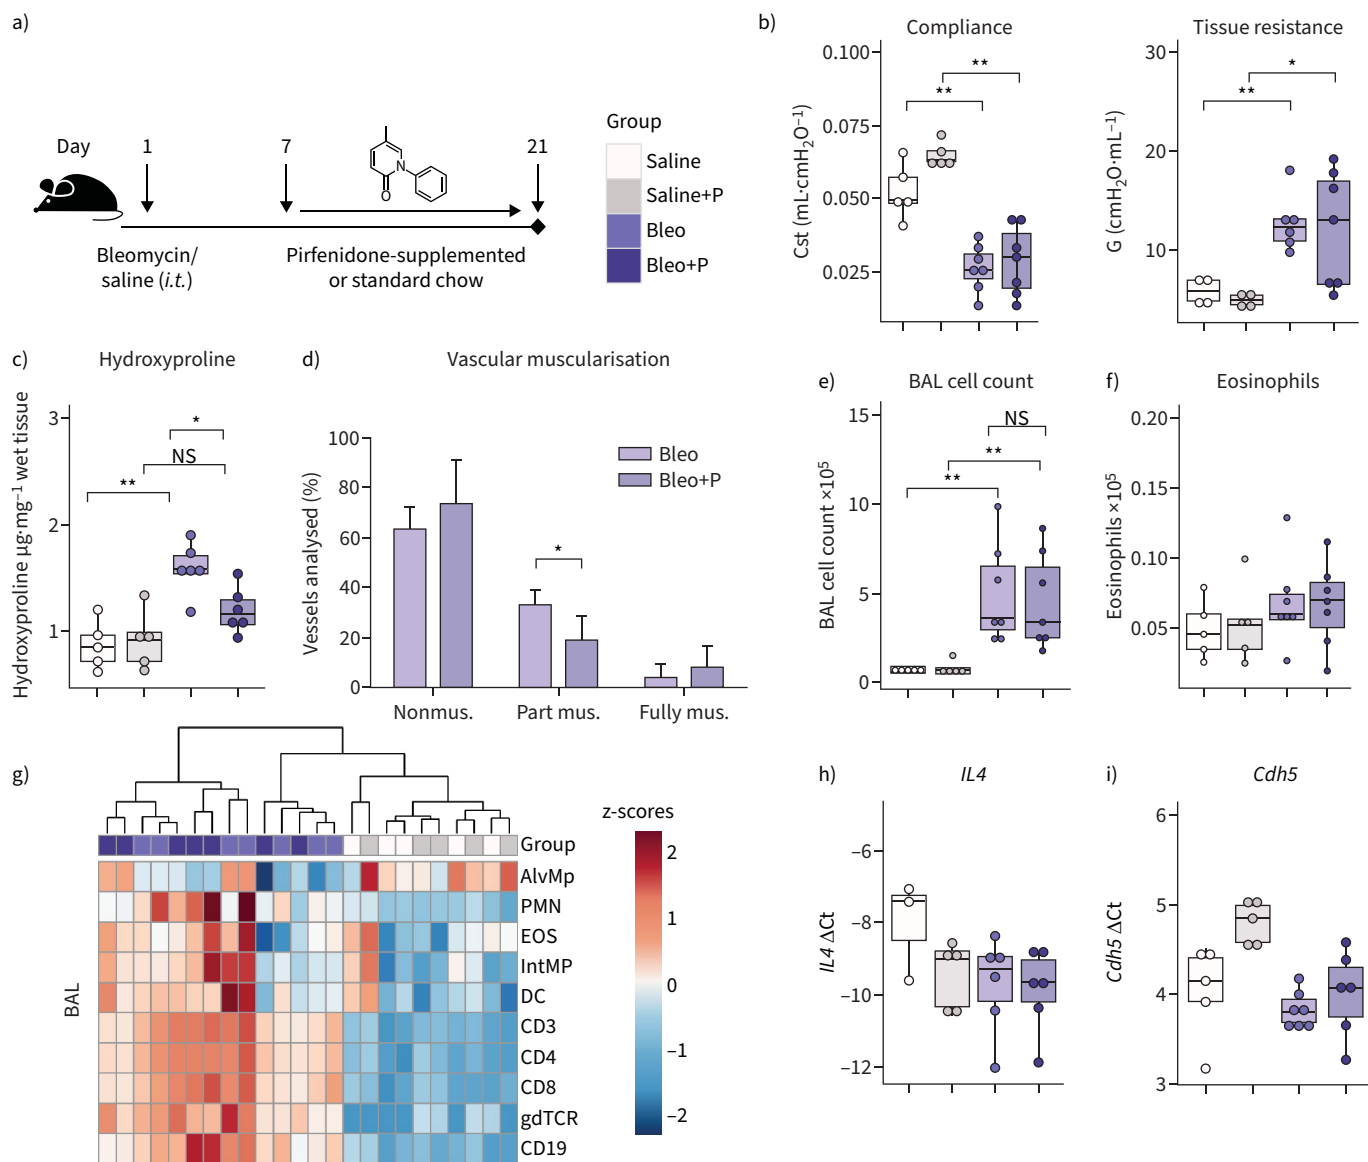 a)
Day
1
7
21
N
O
Bleomycin/
saline (i.t.)
Pirfenidone-supplemented
or standard chow
Group
Saline
Saline+P
Bleo
Bleo+P
b)
Compliance
Cst (mL·cmH₂O⁻¹)
0.100
0.075
0.050
0.025
**
**
Tissue resistance
G (cmH₂O·mL⁻¹)
30
20
10
*
**
c)
Hydroxyproline
Hydroxyproline µg·mg⁻¹ wet tissue
3
2
1
*
NS
**
d)
Vascular muscularisation
Vessels analysed (%)
100
80
60
40
20
0
*
Bleo
Bleo+P
Nonmus.
Part mus.
Fully mus.
e)
BAL cell count
BAL cell count ×10⁵
15
10
5
0
NS
**
**
f)
Eosinophils
Eosinophils ×10⁵
0.20
0.15
0.10
0.05
g)
BAL
Group
AlvMp
PMN
EOS
IntMP
DC
CD3
CD4
CD8
gdTCR
CD19
z-scores
2
1
0
−1
−2
h)
IL4
IL4 ΔCt
−6
−8
−10
−12
i)
Cdh5
Cdh5 ΔCt
6
5
4
3